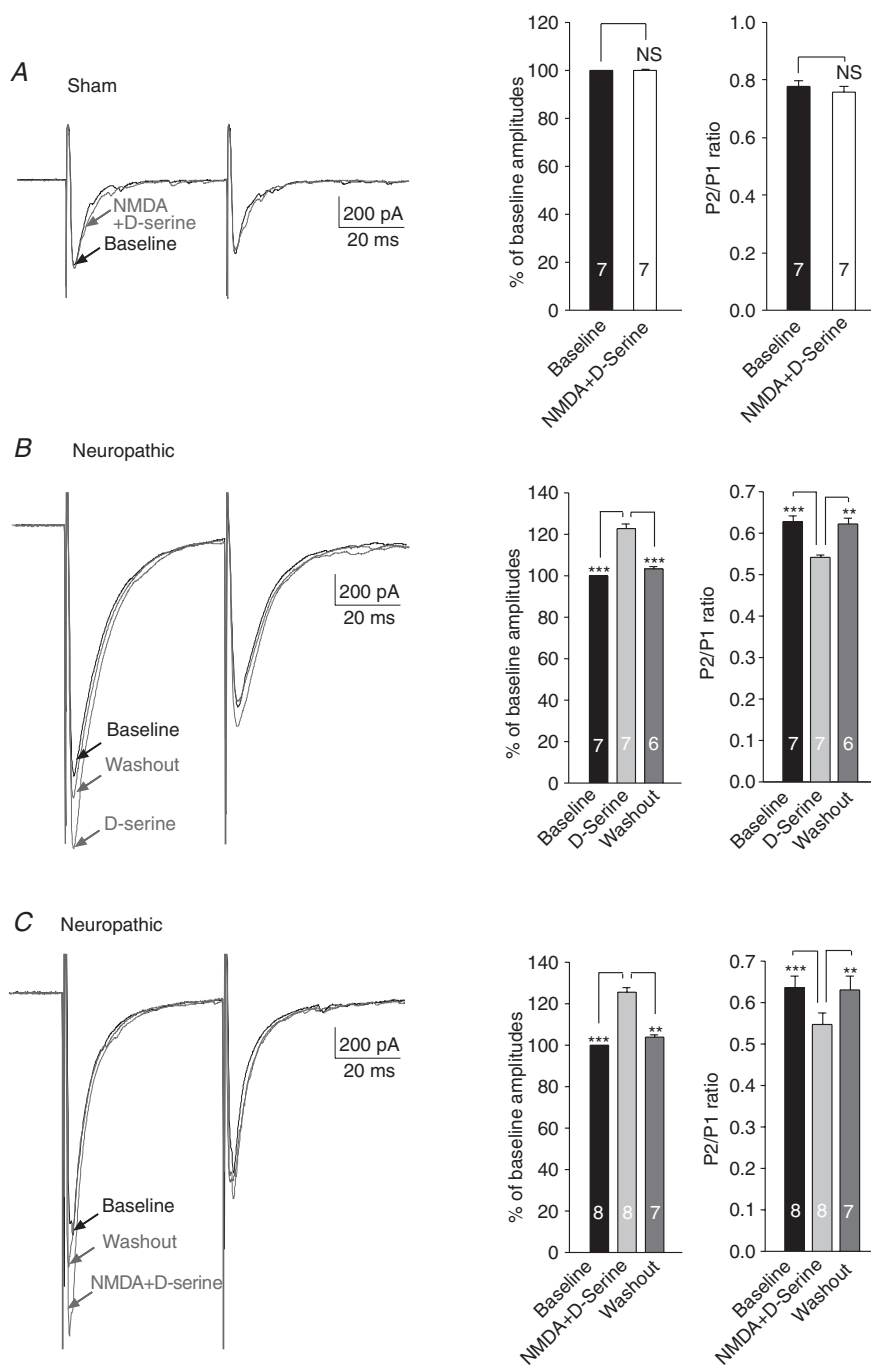 A
Sham
NMDA
+D-serine
Baseline
200 pA
20 ms
% of baseline amplitudes
120
100
80
60
40
20
0
NS
7
7
Baseline
NMDA+D-Serine
P2/P1 ratio
1.0
0.8
0.6
0.4
0.2
0.0
NS
7
7
Baseline
NMDA+D-Serine
B
Neuropathic
Baseline
Washout
D-serine
200 pA
20 ms
% of baseline amplitudes
140
120
100
80
60
40
20
0
***
***
7
7
6
Baseline
D-Serine
Washout
P2/P1 ratio
0.7
0.6
0.5
0.4
0.3
0.2
0.1
0.0
***
**
7
7
6
Baseline
D-Serine
Washout
C
Neuropathic
Baseline
Washout
NMDA+D-serine
200 pA
20 ms
% of baseline amplitudes
140
120
100
80
60
40
20
0
***
**
8
8
7
Baseline
NMDA+D-Serine
Washout
P2/P1 ratio
0.7
0.6
0.5
0.4
0.3
0.2
0.1
0.0
***
**
8
8
7
Baseline
NMDA+D-Serine
Washout